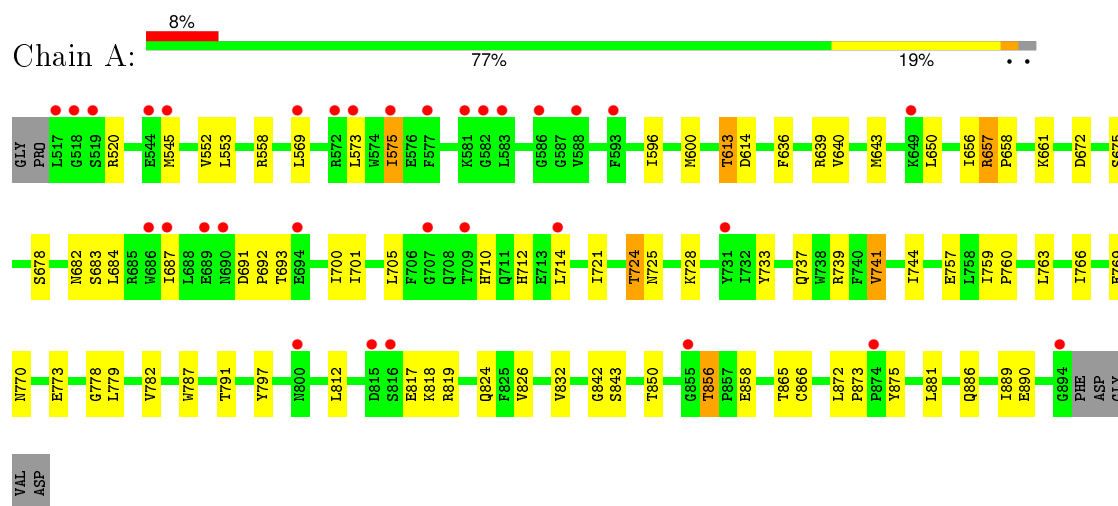 8%
Chain A:
77% 19% • •
GLY PRO L517 G518 S519 R520 E544 M545 V552 L553 R558 L569 R572 L573 W574 I575 E576 F577 K581 G582 L583 G586 G587 V588 F593 I596 M600 T613 D614 F636 R639 V640 M643 K649 L650 I656 R657 P658 K661 D672 S675
S678 N682 S683 L684 R685 W686 I687 L688 E689 N690 D691 P692 T693 E694 I700 I701 L705 F706 G707 Q708 T709 H710 Q711 H712 E713 L714 I721 T724 N725 K728 Y731 I732 Y733 Q737 W738 R739 F740 V741 I744 E757 L758 I759 P760 L763 I766
N770 E773 G778 L779 V782 W787 T791 Y797 N800 L812 D815 S816 E817 K818 R819 Q824 F825 V826 V832 G842 S843 T850 G855 T856 P857 E858 T865 C866 L872 P873 P874 Y875 L881 Q886 I889 E890 G894 PHE ASP GLY
VAL ASP